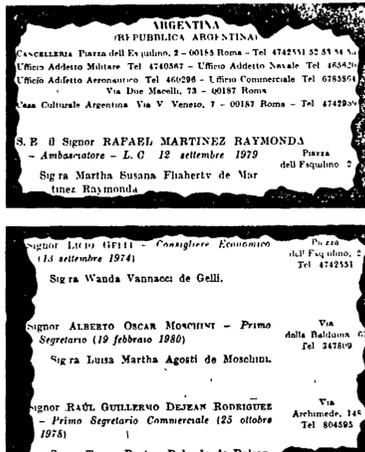 ARGENTINA
(REPUBBLICA ARGENTINA)
CANCELLERIA Piazza dell Esquilino, 2 – 00185 Roma – Tel 4742551 52 53 54
Ufficio Addetto Militare Tel 4740567 – Ufficio Addetto Navale Tel
Ufficio Addetto Aeronautico Tel 460296 – Ufficio Commerciale Tel 6785864
Via Due Macelli, 73 – 00187 Roma
Casa Culturale Argentina Via V Veneto, 7 – 00187 Roma – Tel
S. E il Signor RAFAEL MARTINEZ RAYMONDA
– Ambasciatore – L. C 12 settembre 1979
Piazza
dell Esquilino 2
Sig ra Martha Susana Fhaherty de Mar
tinez Raymonda
Signor LICIO GELLI – Consigliere Economico
(13 settembre 1974)
Piazza
dell Esquilino, 2
Tel 4742551
Sig ra Wanda Vannacci de Gelli.
Signor ALBERTO OSCAR MOSCHINI – Primo
Segretario (19 febbraio 1980)
Via
della Balduina
Tel 347809
Sig ra Luisa Martha Agosti de Moschini.
Signor RAÚL GUILLERMO DEJEAN RODRIGUEZ
– Primo Segretario Commerciale (25 ottobre
1978)
Via
Archimede,
Tel 804595